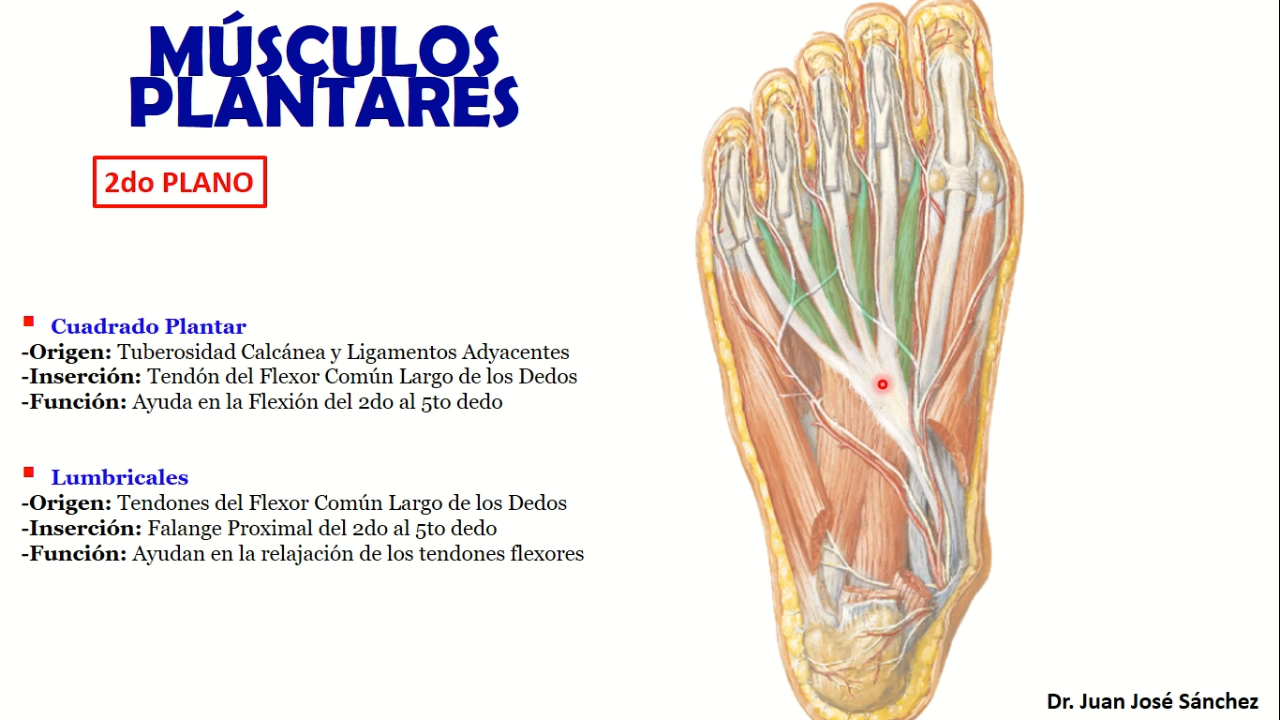 MÚSCULOS
PLANTARES
2do PLANO
▪ Cuadrado Plantar
-Origen: Tuberosidad Calcánea y Ligamentos Adyacentes
-Inserción: Tendón del Flexor Común Largo de los Dedos
-Función: Ayuda en la Flexión del 2do al 5to dedo
▪ Lumbricales
-Origen: Tendones del Flexor Común Largo de los Dedos
-Inserción: Falange Proximal del 2do al 5to dedo
-Función: Ayudan en la relajación de los tendones flexores
Dr. Juan José Sánchez